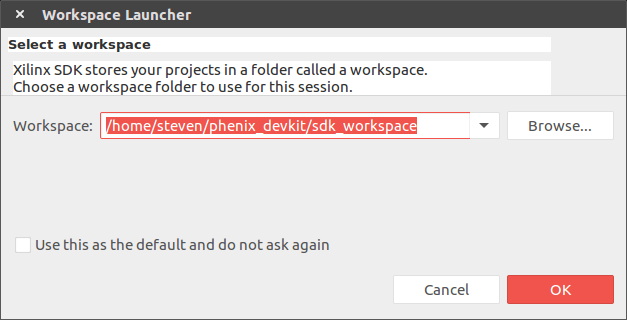 Workspace Launcher
Select a workspace
Xilinx SDK stores your projects in a folder called a workspace.
Choose a workspace folder to use for this session.
Workspace: /home/steven/phenix_devkit/sdk_workspace Browse...
Use this as the default and do not ask again
Cancel OK